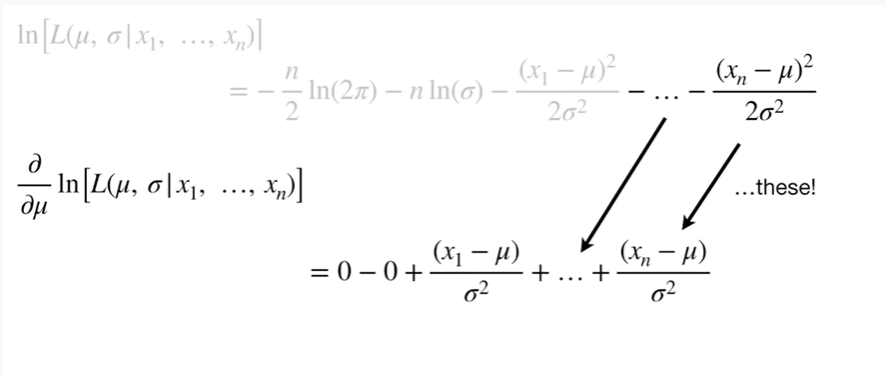 ln[L(μ, σ|x₁, …, xₙ)]
= − n/2 ln(2π) − n ln(σ) − (x₁ − μ)²/2σ² − … − (xₙ − μ)²/2σ²
∂/∂μ ln[L(μ, σ|x₁, …, xₙ)]
…these!
= 0 − 0 + (x₁ − μ)/σ² + … + (xₙ − μ)/σ²